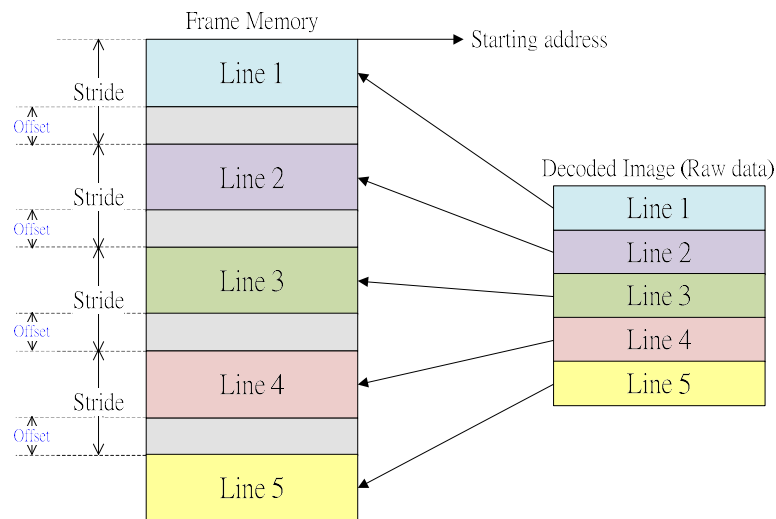 Frame Memory
Starting address
Line 1
Stride
Offset
Line 2
Stride
Offset
Line 3
Stride
Offset
Line 4
Stride
Offset
Line 5
Decoded Image (Raw data)
Line 1
Line 2
Line 3
Line 4
Line 5